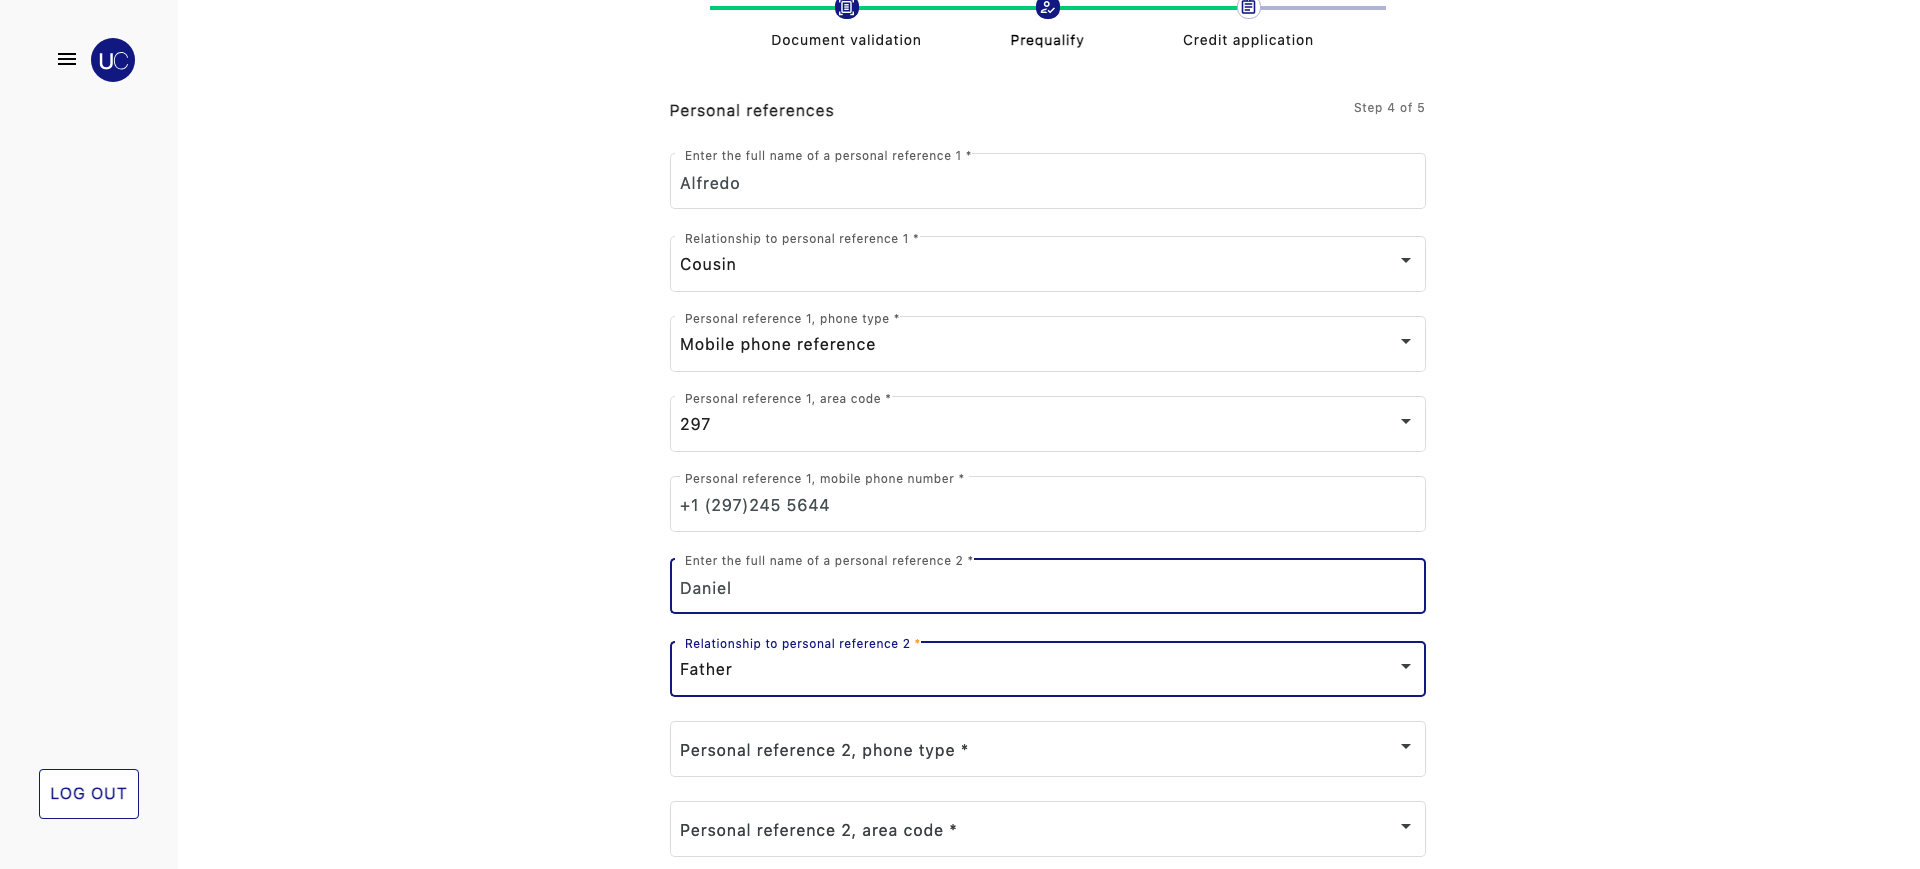 UC
Document validation
Prequalify
Credit application
Personal references
Step 4 of 5
Enter the full name of a personal reference 1 *
Alfredo
Relationship to personal reference 1 *
Cousin
Personal reference 1, phone type *
Mobile phone reference
Personal reference 1, area code *
297
Personal reference 1, mobile phone number *
+1 (297)245 5644
Enter the full name of a personal reference 2 *
Daniel
Relationship to personal reference 2 *
Father
Personal reference 2, phone type *
LOG OUT
Personal reference 2, area code *